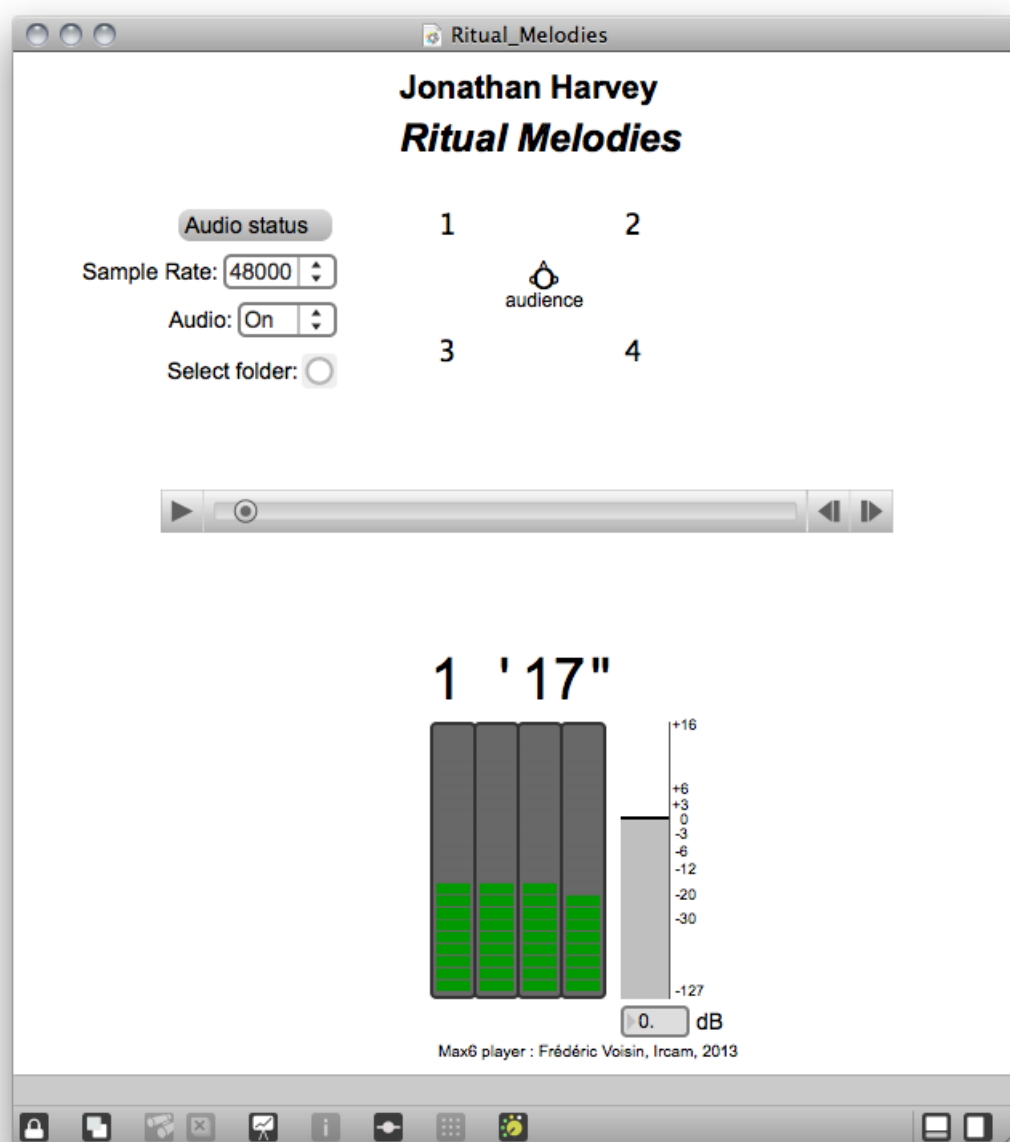 Ritual_Melodies
Jonathan Harvey
Ritual Melodies
Audio status
1 2
Sample Rate: 48000
audience
Audio: On
3 4
Select folder:
1 '17"
+16
+6
+3
0
-3
-6
-12
-20
-30
-127
0. dB
Max6 player : Frédéric Voisin, Ircam, 2013